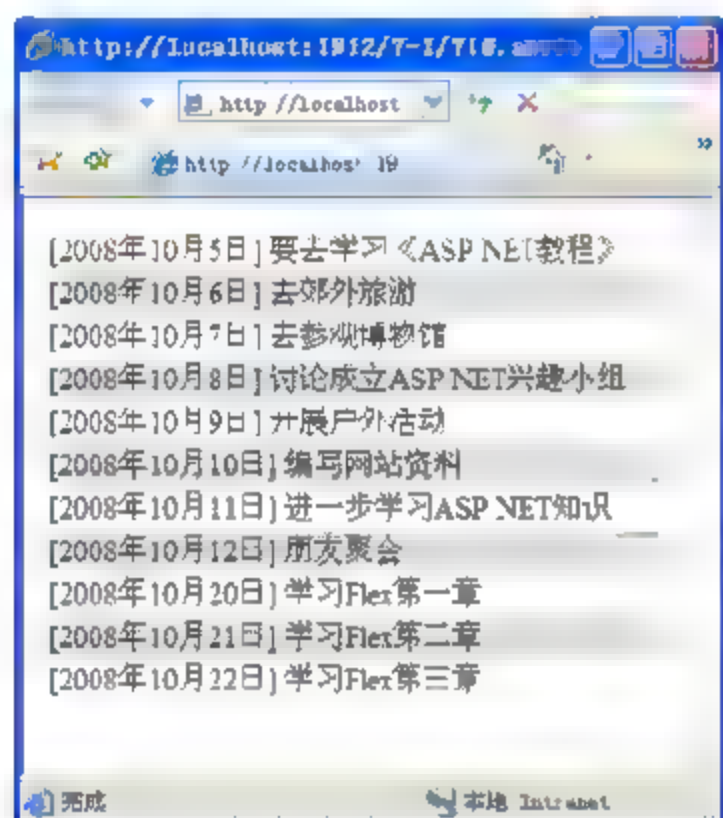 http://localhost:1912/7-1/716.
http://localhost
http://localhost 19
[2008年10月5日] 要去学习《ASP.NET教程》
[2008年10月6日] 去郊外旅游
[2008年10月7日] 去参观博物馆
[2008年10月8日] 讨论成立ASP.NET兴趣小组
[2008年10月9日] 开展户外活动
[2008年10月10日] 编写网站资料
[2008年10月11日] 进一步学习ASP.NET知识
[2008年10月12日] 朋友聚会
[2008年10月20日] 学习Flex第一章
[2008年10月21日] 学习Flex第二章
[2008年10月22日] 学习Flex第三章
完成 本地 Intranet